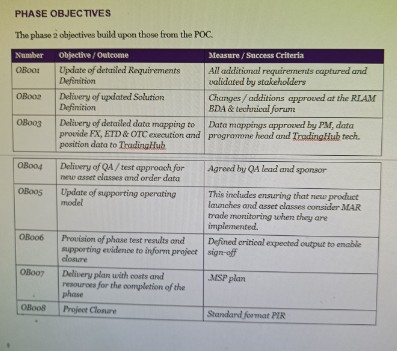 PHASE OBJECTIVES
The phase 2 objectives build upon those from the POC.
Number Objective / Outcome Measure / Success Criteria
OB001 Update of detailed Requirements All additional requirements captured and
Definition validated by stakeholders
OB002 Delivery of updated Solution Changes / additions approved at the RLAM
Definition BDA & technical forum
OB003 Delivery of detailed data mapping to Data mappings approved by PM, data
provide FX, ETD & OTC execution and programme head and TradingHub tech.
position data to TradingHub
OB004 Delivery of QA / test approach for Agreed by QA lead and sponsor
new asset classes and order data
OB005 Update of supporting operating This includes ensuring that new product
model launches and asset classes consider MAR
trade monitoring when they are
implemented.
OB006 Provision of phase test results and Defined critical expected output to enable
supporting evidence to inform project sign-off
closure
OB007 Delivery plan with costs and MSP plan
resources for the completion of the
phase
OB008 Project Closure Standard format PIR